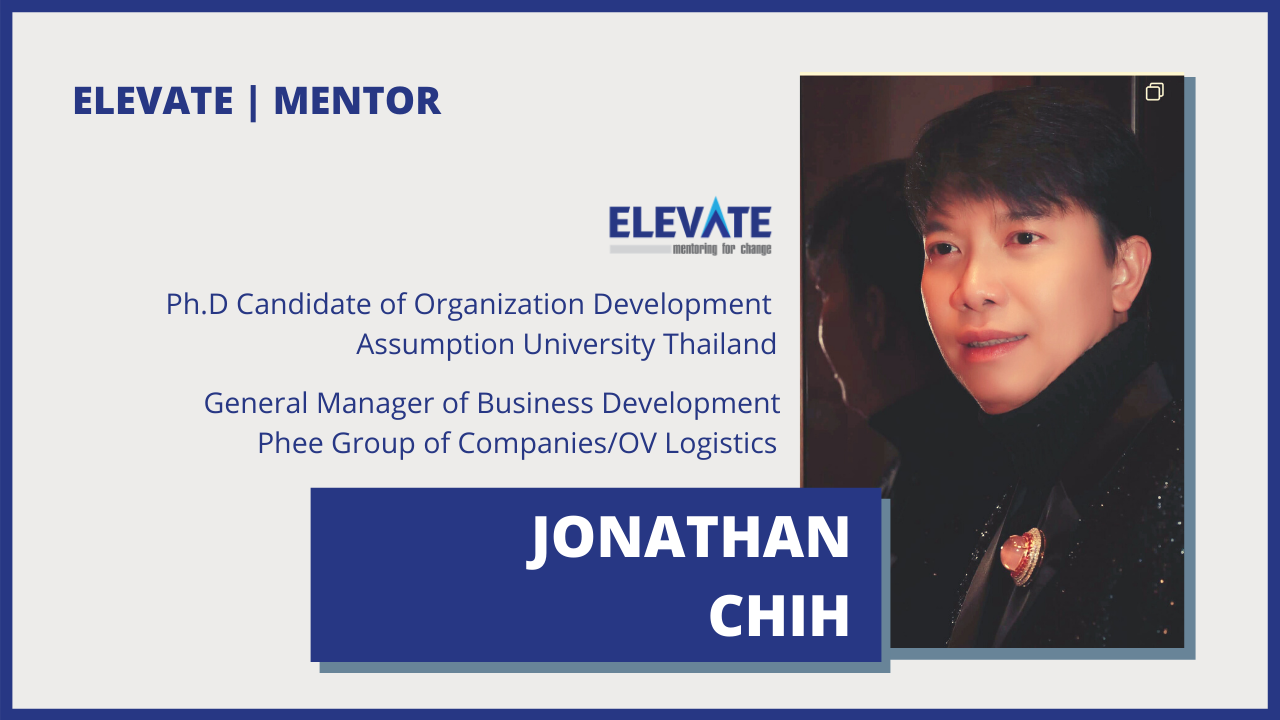 ELEVATE | MENTOR
ELEVATE
mentoring for change
Ph.D Candidate of Organization Development
Assumption University Thailand
General Manager of Business Development
Phee Group of Companies/OV Logistics
JONATHAN
CHIH